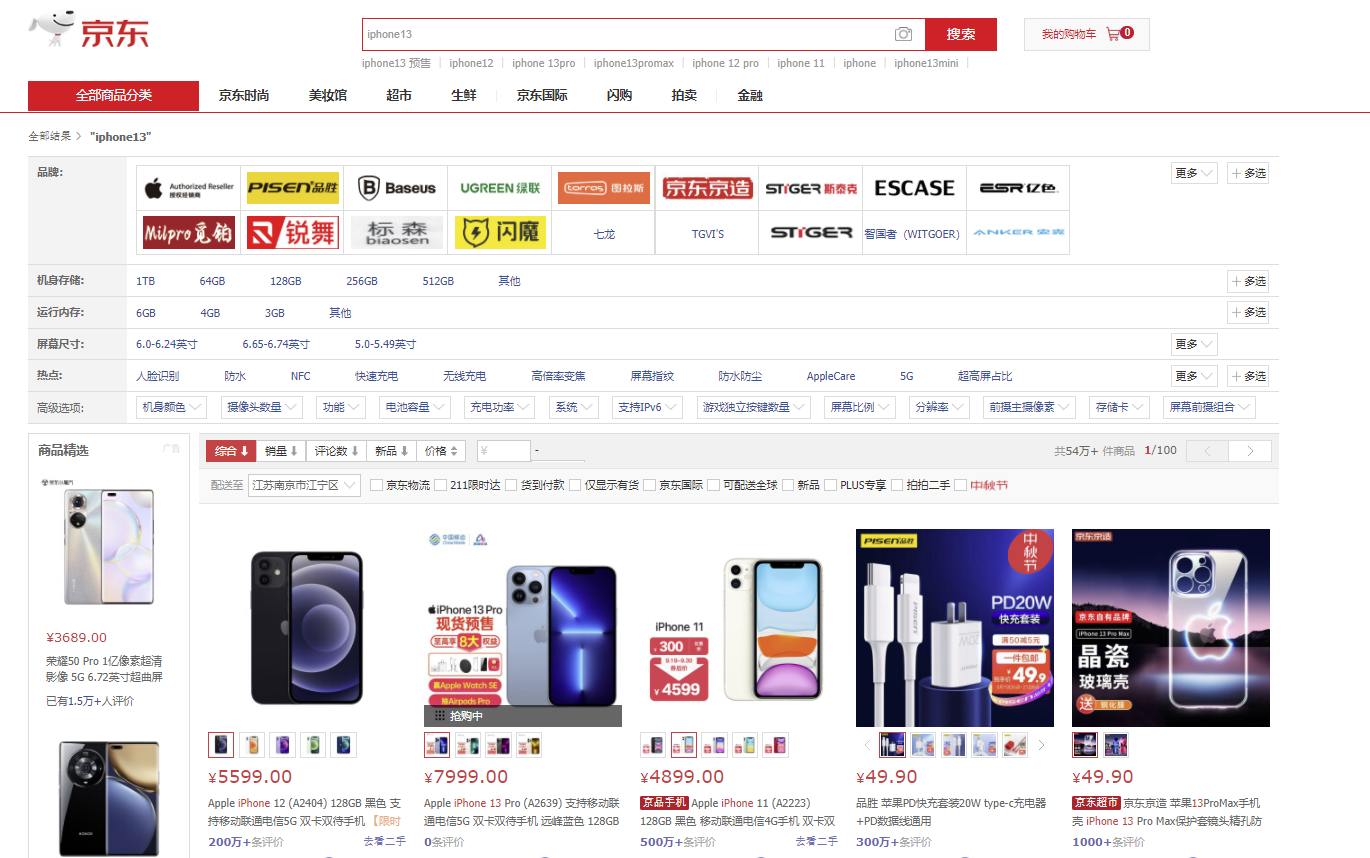 京东
iphone13
搜索
我的购物车 0
iphone13 预售 iphone12 iphone 13pro iphone13promax iphone 12 pro iphone 11 iphone iphone13mini
全部商品分类 京东时尚 美妆馆 超市 生鲜 京东国际 闪购 拍卖 金融
全部结果 > "iphone13"
品牌:
Authorized Reseller
授权经销商
PISEN 品胜
Baseus
UGREEN 绿联
torras 图拉斯
京东京造
STIGER 斯泰克
ESCASE
ESR 亿色
更多 + 多选
Milpro 觅铂
锐舞
标 森
biaosen
闪魔
七龙
TGVI'S
STIGER
智国者（WITGOER）
ANKER
机身存储: 1TB 64GB 128GB 256GB 512GB 其他 + 多选
运行内存: 6GB 4GB 3GB 其他 + 多选
屏幕尺寸: 6.0-6.24英寸 6.65-6.74英寸 5.0-5.49英寸 更多
热点: 人脸识别 防水 NFC 快速充电 无线充电 高倍率变焦 屏幕指纹 防水防尘 AppleCare 5G 超高屏占比 更多 + 多选
高级选项: 机身颜色 摄像头数量 功能 电池容量 充电功率 系统 支持IPv6 游戏独立按键数量 屏幕比例 分辨率 前摄主摄像素 存储卡 屏幕前摄组合
商品精选 广告
综合 销量 评论数 新品 价格 ¥ - 共54万+ 件商品 1/100 < >
配送至 江苏南京市江宁区 京东物流 211限时达 货到付款 仅显示有货 京东国际 可配送全球 新品 PLUS专享 拍拍二手 中秋节
¥3689.00
荣耀50 Pro 1亿像素超清
影像 5G 6.72英寸超曲屏
已有1.5万+人评价
HONOR
¥5599.00
Apple iPhone 12 (A2404) 128GB 黑色 支
持移动联通电信5G 双卡双待手机 【限时
200万+条评价 去看二手
中国移动
China Mobile
iPhone 13 Pro
现货预售
至高享8大权益
赢Apple Watch SE
抽Airpods Pro
抢购中
¥7999.00
Apple iPhone 13 Pro (A2639) 支持移动联
通电信5G 双卡双待手机 远峰蓝色 128GB
0条评价
iPhone 11
300
9.19-9.30
券后价
¥4599
¥4899.00
京品手机 Apple iPhone 11 (A2223)
128GB 黑色 移动联通电信4G手机 双卡双
500万+条评价 去看二手
PISEN 品胜
中秋节
PD20W
快充套装
满50减5元
一件包邮
49.9
¥49.90
品胜 苹果PD快充套装20W type-c充电器
+PD数据线通用
300万+条评价
京东京造
京东自有品牌
iPhone 13 Pro Max
晶瓷
玻璃壳
送 钢化膜
¥49.90
京东超市 京东京造 苹果13ProMax手机
壳 iPhone 13 Pro Max保护套镜头精孔防
1000+条评价